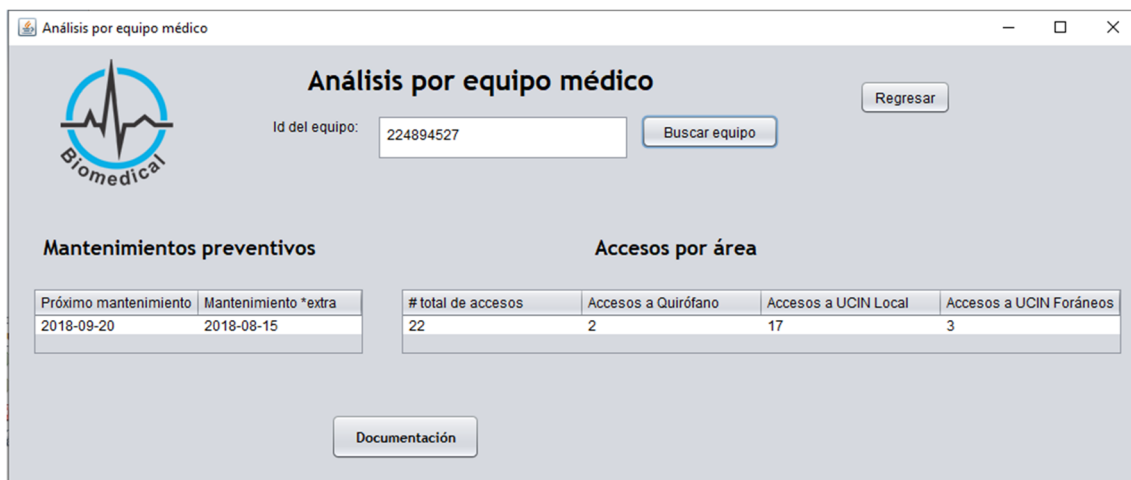 Análisis por equipo médico
Análisis por equipo médico
Regresar
Id del equipo: 224894527 Buscar equipo
Biomedical
Mantenimientos preventivos
Próximo mantenimiento Mantenimiento *extra
2018-09-20 2018-08-15
Accesos por área
# total de accesos Accesos a Quirófano Accesos a UCIN Local Accesos a UCIN Foráneos
22 2 17 3
Documentación